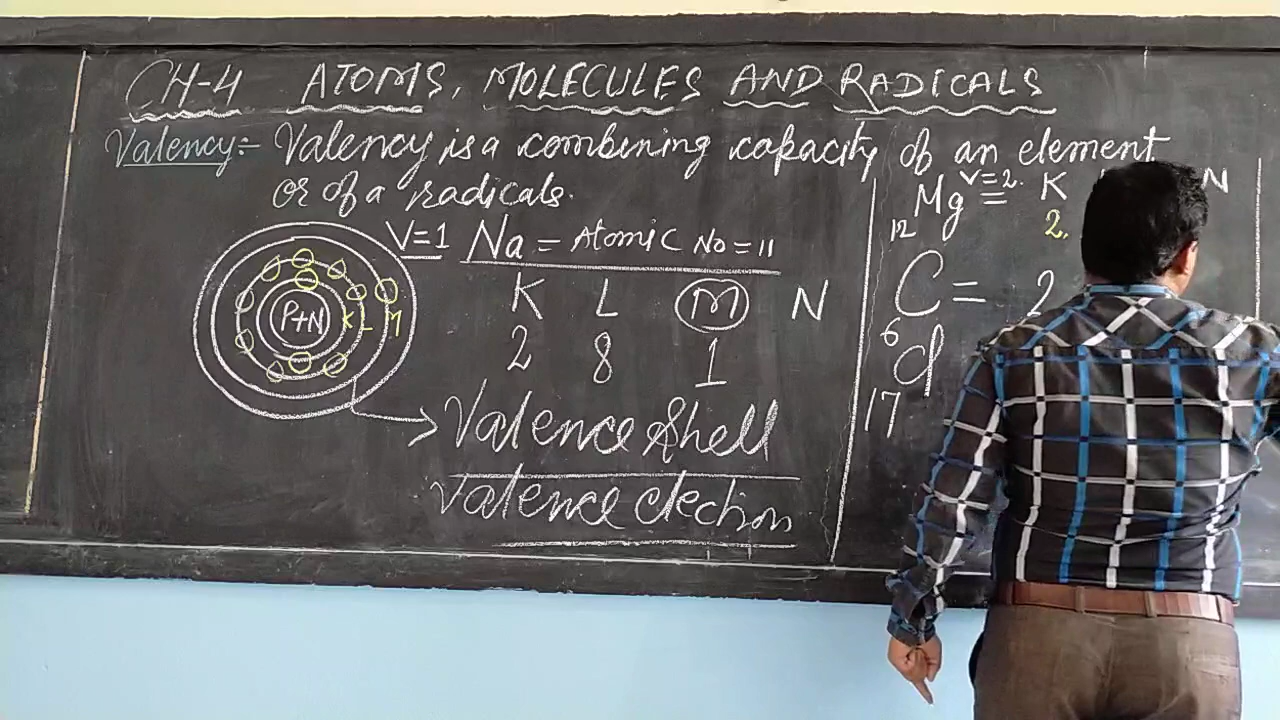 CH-4 ATOMS, MOLECULES AND RADICALS
Valency:- Valency is a combining capacity of an element
or of a radicals.
P+N K L M
V=1 Na = Atomic No = 11
K L M N
2 8 1
Valence Shell
Valence electron
12 Mg V=2. K N
2,
6 C = 2
17 Cl